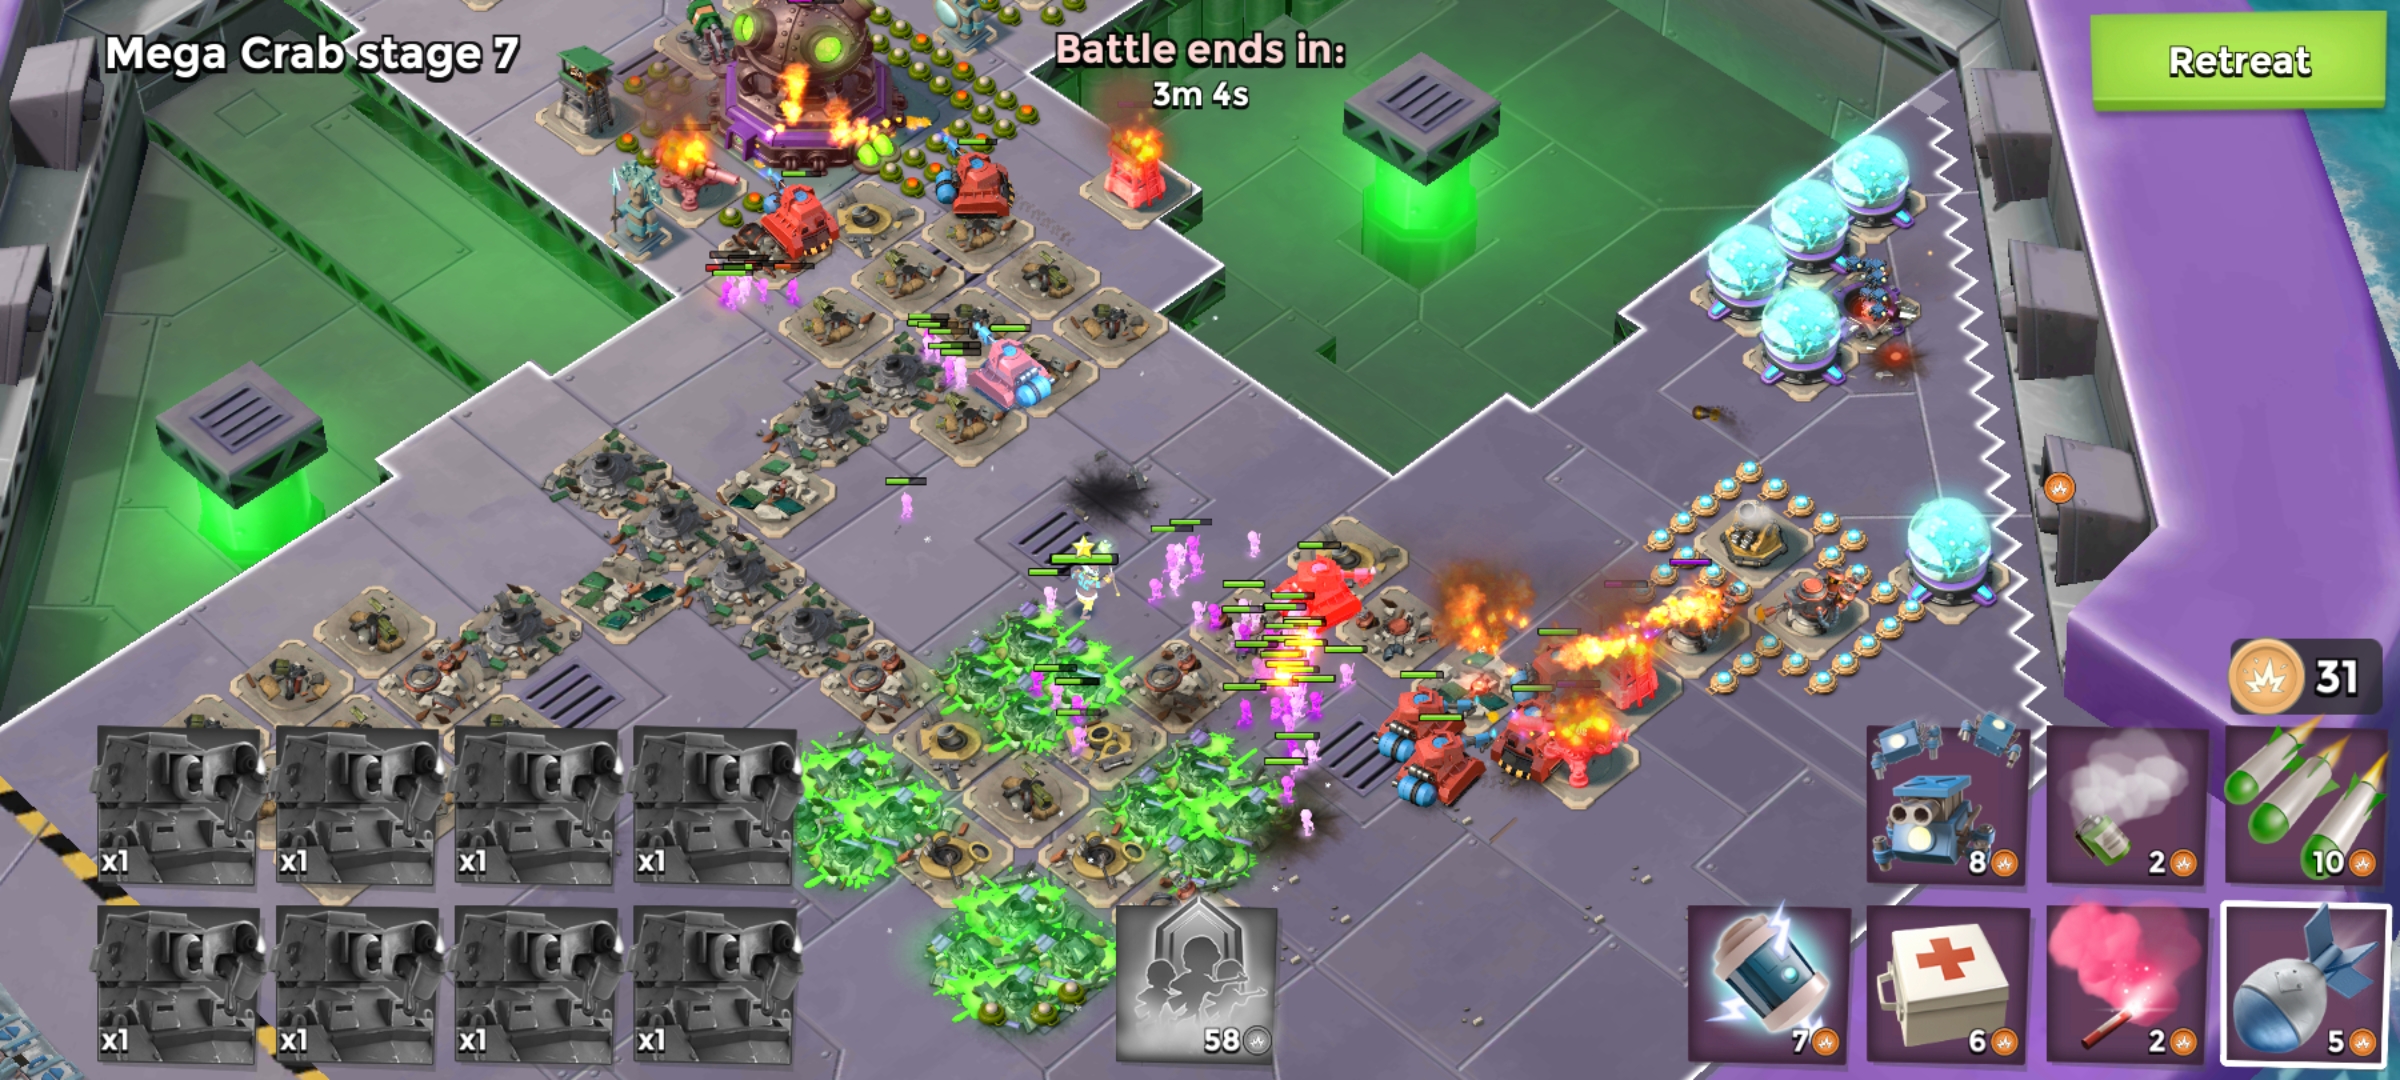 Mega Crab stage 7
Battle ends in:
3m 4s
Retreat
31
8
2
10
x1
x1
x1
x1
x1
x1
x1
x1
58
7
6
2
5